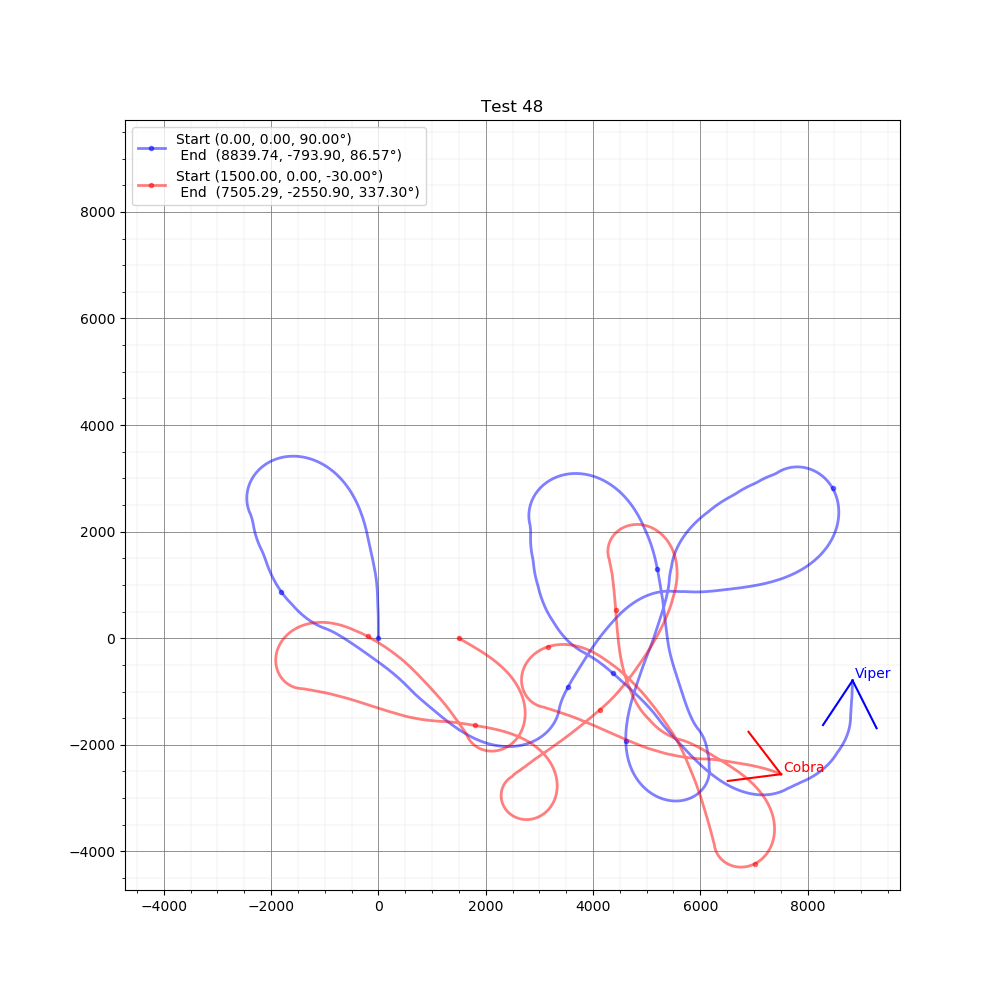 Test 48
Start (0.00, 0.00, 90.00°)
End (8839.74, -793.90, 86.57°)
Start (1500.00, 0.00, -30.00°)
End (7505.29, -2550.90, 337.30°)
8000
6000
4000
2000
0
−2000
−4000
Viper
Cobra
−4000 −2000 0 2000 4000 6000 8000